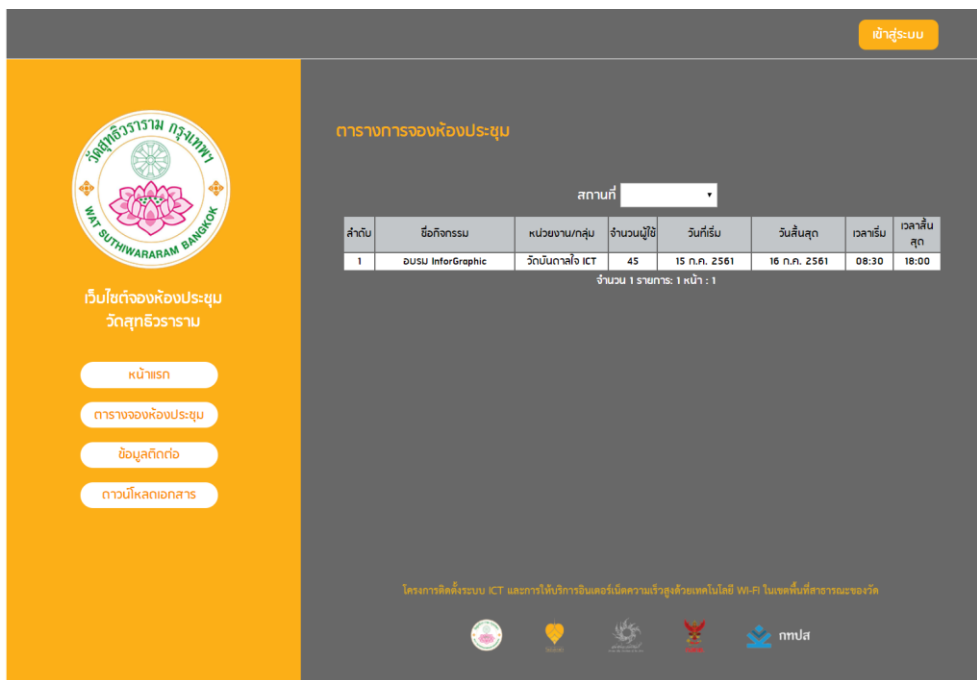 เข้าสู่ระบบ
วัดสุทธิวราราม กรุงเทพฯ
WAT SUTHIWARARAM BANGKOK
เว็บไซต์จองห้องประชุม
วัดสุทธิวราราม
หน้าแรก
ตารางจองห้องประชุม
ข้อมูลติดต่อ
ดาวน์โหลดเอกสาร
ตารางการจองห้องประชุม
สถานที่
ลำดับ ชื่อกิจกรรม หน่วยงาน/กลุ่ม จำนวนผู้ใช้ วันที่เริ่ม วันสิ้นสุด เวลาเริ่ม เวลาสิ้นสุด
1 อบรม InforGraphic วัดบันดาลใจ ICT 45 15 ก.ค. 2561 16 ก.ค. 2561 08:30 18:00
จำนวน 1 รายการ: 1 หน้า : 1
โครงการติดตั้งระบบ ICT และการให้บริการอินเตอร์เน็ตความเร็วสูงด้วยเทคโนโลยี WI-FI ในเขตพื้นที่สาธารณะของวัด
กทปส